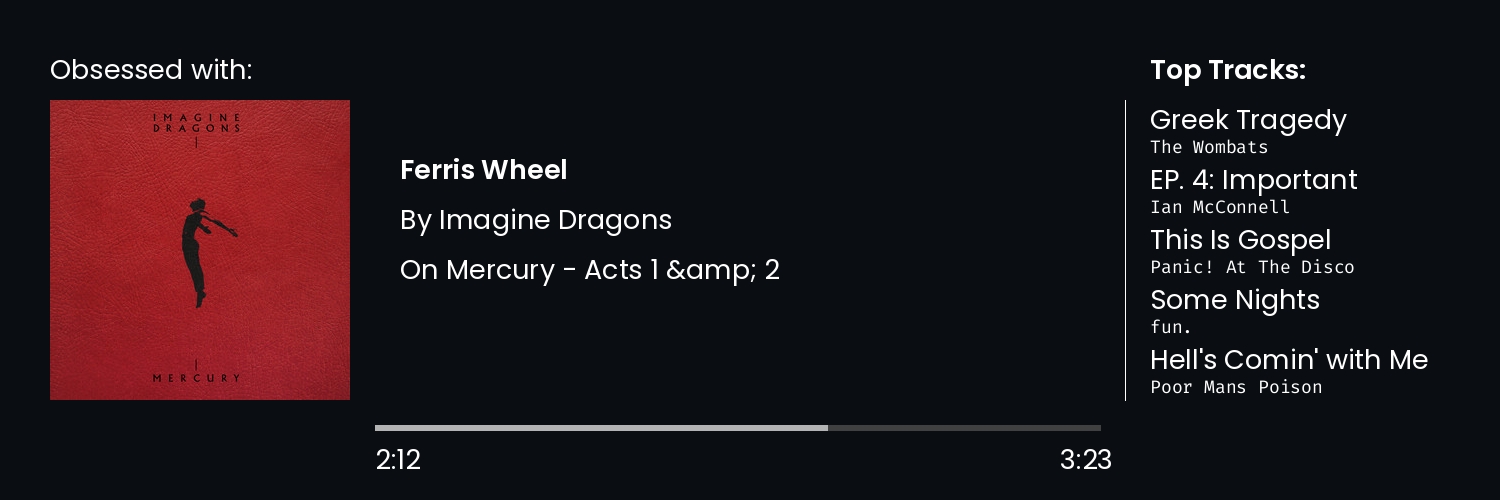 Obsessed with:
IMAGINE
DRAGONS
MERCURY
Ferris Wheel
By Imagine Dragons
On Mercury - Acts 1 &amp; 2
2:12
3:23
Top Tracks:
Greek Tragedy
The Wombats
EP. 4: Important
Ian McConnell
This Is Gospel
Panic! At The Disco
Some Nights
fun.
Hell's Comin' with Me
Poor Mans Poison